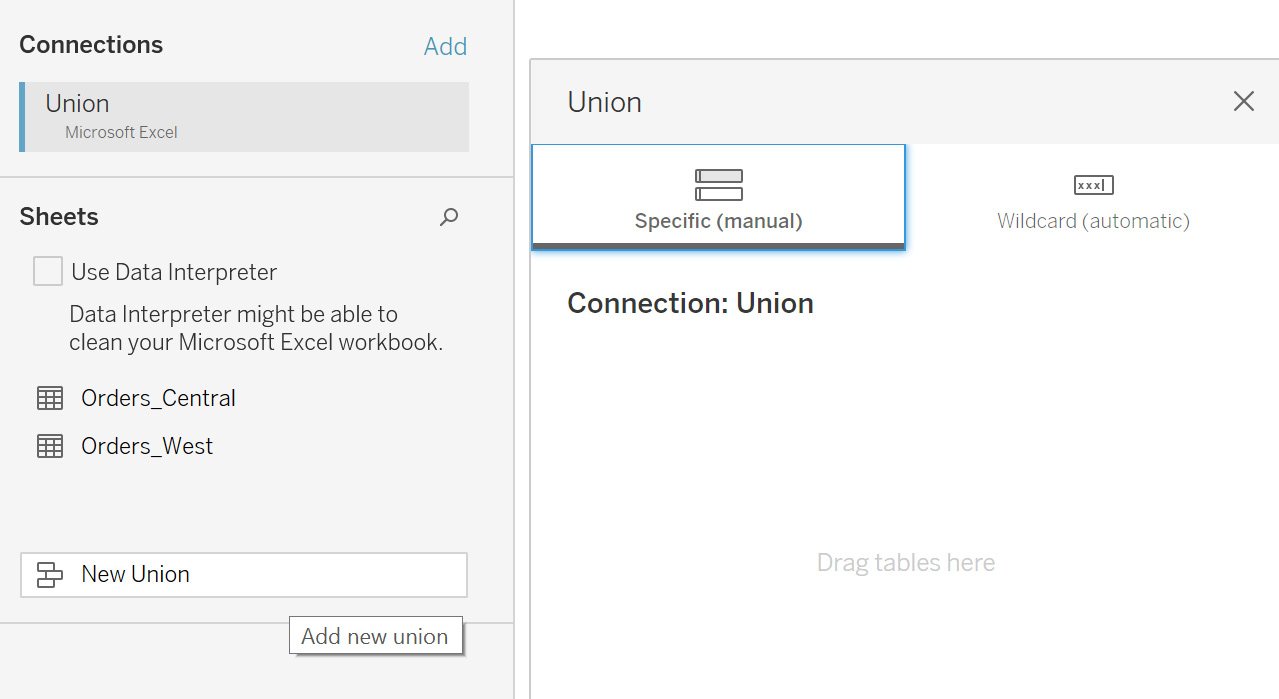 Connections
Add
Union
Microsoft Excel
Sheets
Use Data Interpreter
Data Interpreter might be able to
clean your Microsoft Excel workbook.
Orders_Central
Orders_West
New Union
Add new union
Union
xxx
Specific (manual)
Wildcard (automatic)
Connection: Union
Drag tables here